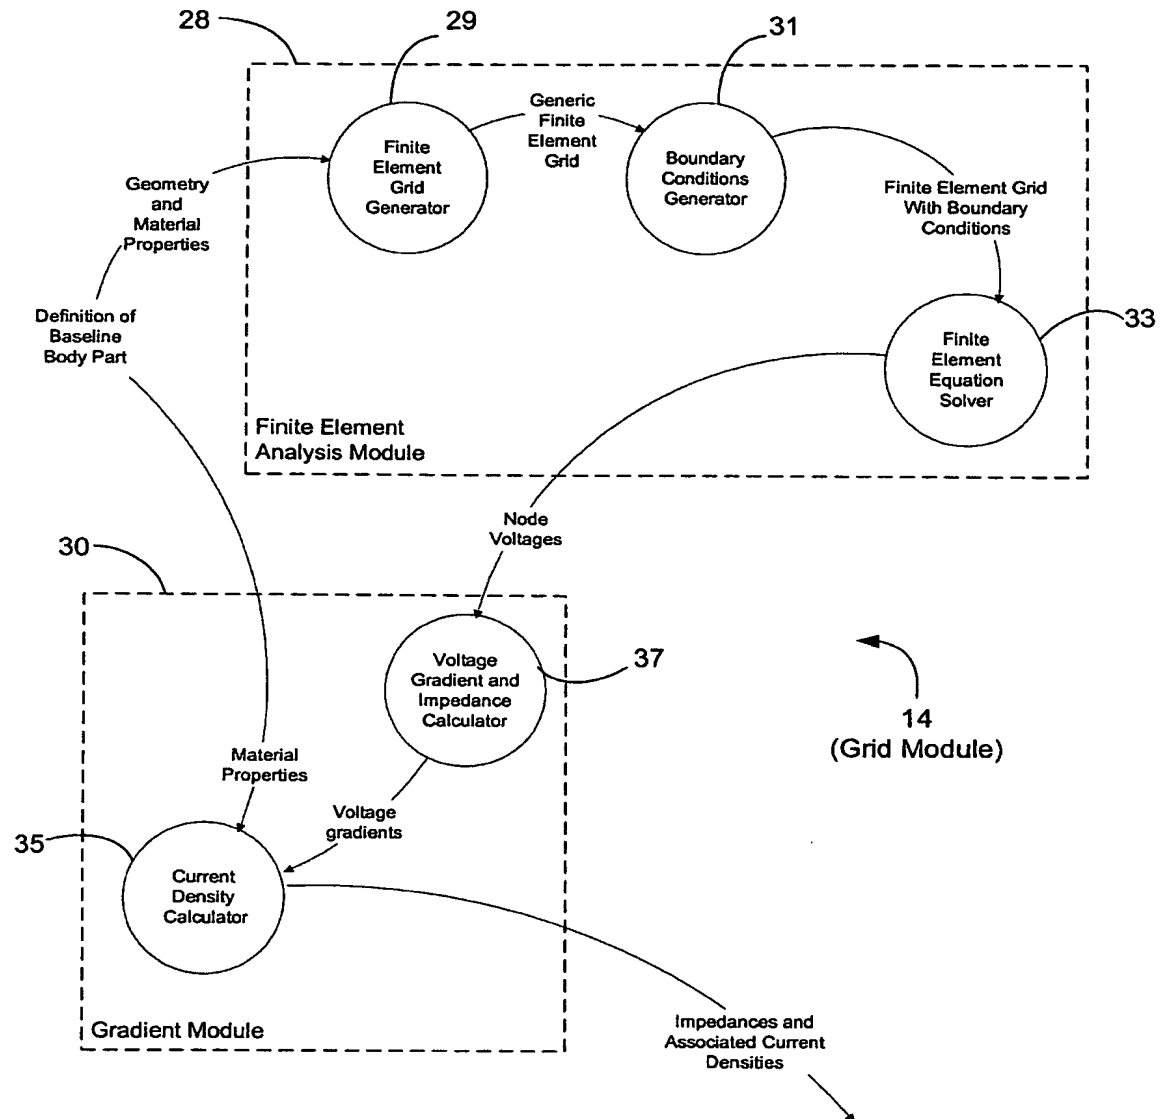 28
29
31
Finite
Element
Grid
Generator
Generic
Finite
Element
Grid
Boundary
Conditions
Generator
Geometry
and
Material
Properties
Finite Element Grid
With Boundary
Conditions
Definition of
Baseline
Body Part
33
Finite
Element
Equation
Solver
Finite Element
Analysis Module
Node
Voltages
30
Voltage
Gradient and
Impedance
Calculator
37
14
(Grid Module)
Material
Properties
Voltage
gradients
35
Current
Density
Calculator
Gradient Module
Impedances and
Associated Current
Densities